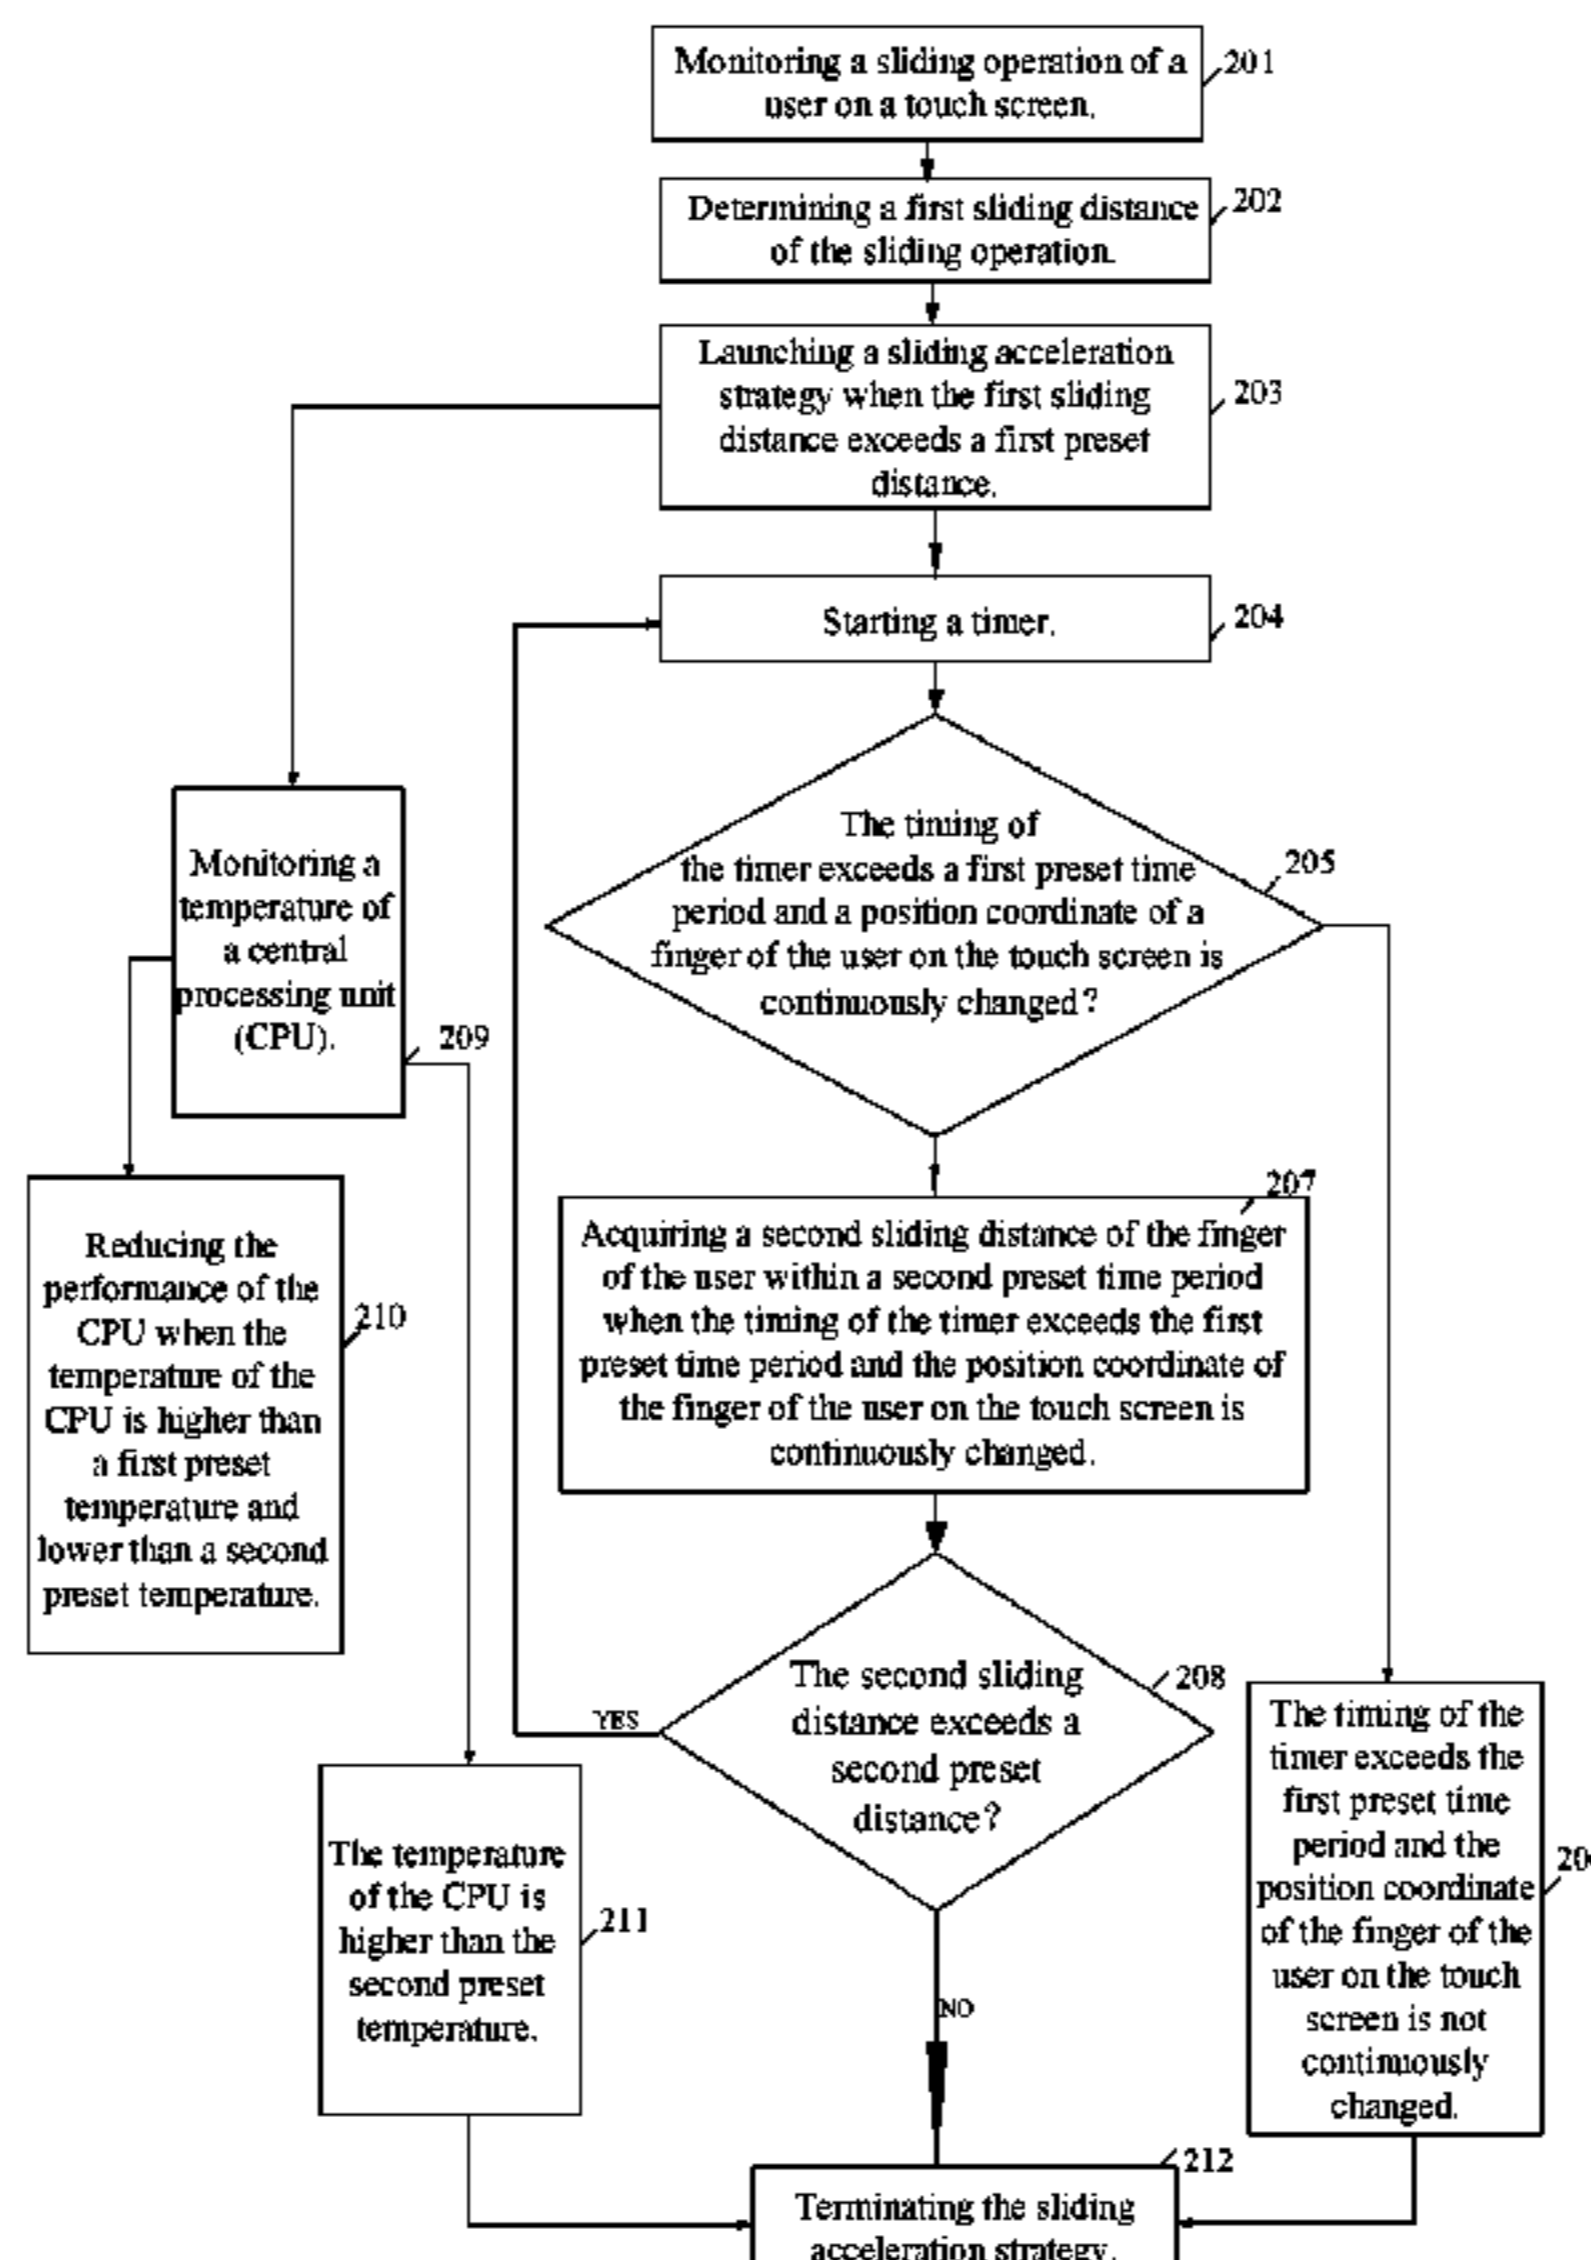 Monitoring a sliding operation of a
user on a touch screen.
201
Determining a first sliding distance
of the sliding operation.
202
Launching a sliding acceleration
strategy when the first sliding
distance exceeds a first preset
distance.
203
Starting a timer.
204
The timing of
the timer exceeds a first preset time
period and a position coordinate of a
finger of the user on the touch screen is
continuously changed?
205
Monitoring a
temperature of
a central
processing unit
(CPU).
209
207
Acquiring a second sliding distance of the finger
of the user within a second preset time period
when the timing of the timer exceeds the first
preset time period and the position coordinate of
the finger of the user on the touch screen is
continuously changed.
Reducing the
performance of the
CPU when the
temperature of the
CPU is higher than
a first preset
temperature and
lower than a second
preset temperature.
210
The second sliding
distance exceeds a
second preset
distance?
208
YES
NO
The timing of the
timer exceeds the
first preset time
period and the
position coordinate
of the finger of the
user on the touch
screen is not
continuously
changed.
The temperature
of the CPU is
higher than the
second preset
temperature.
211
212
Terminating the sliding
acceleration strategy.